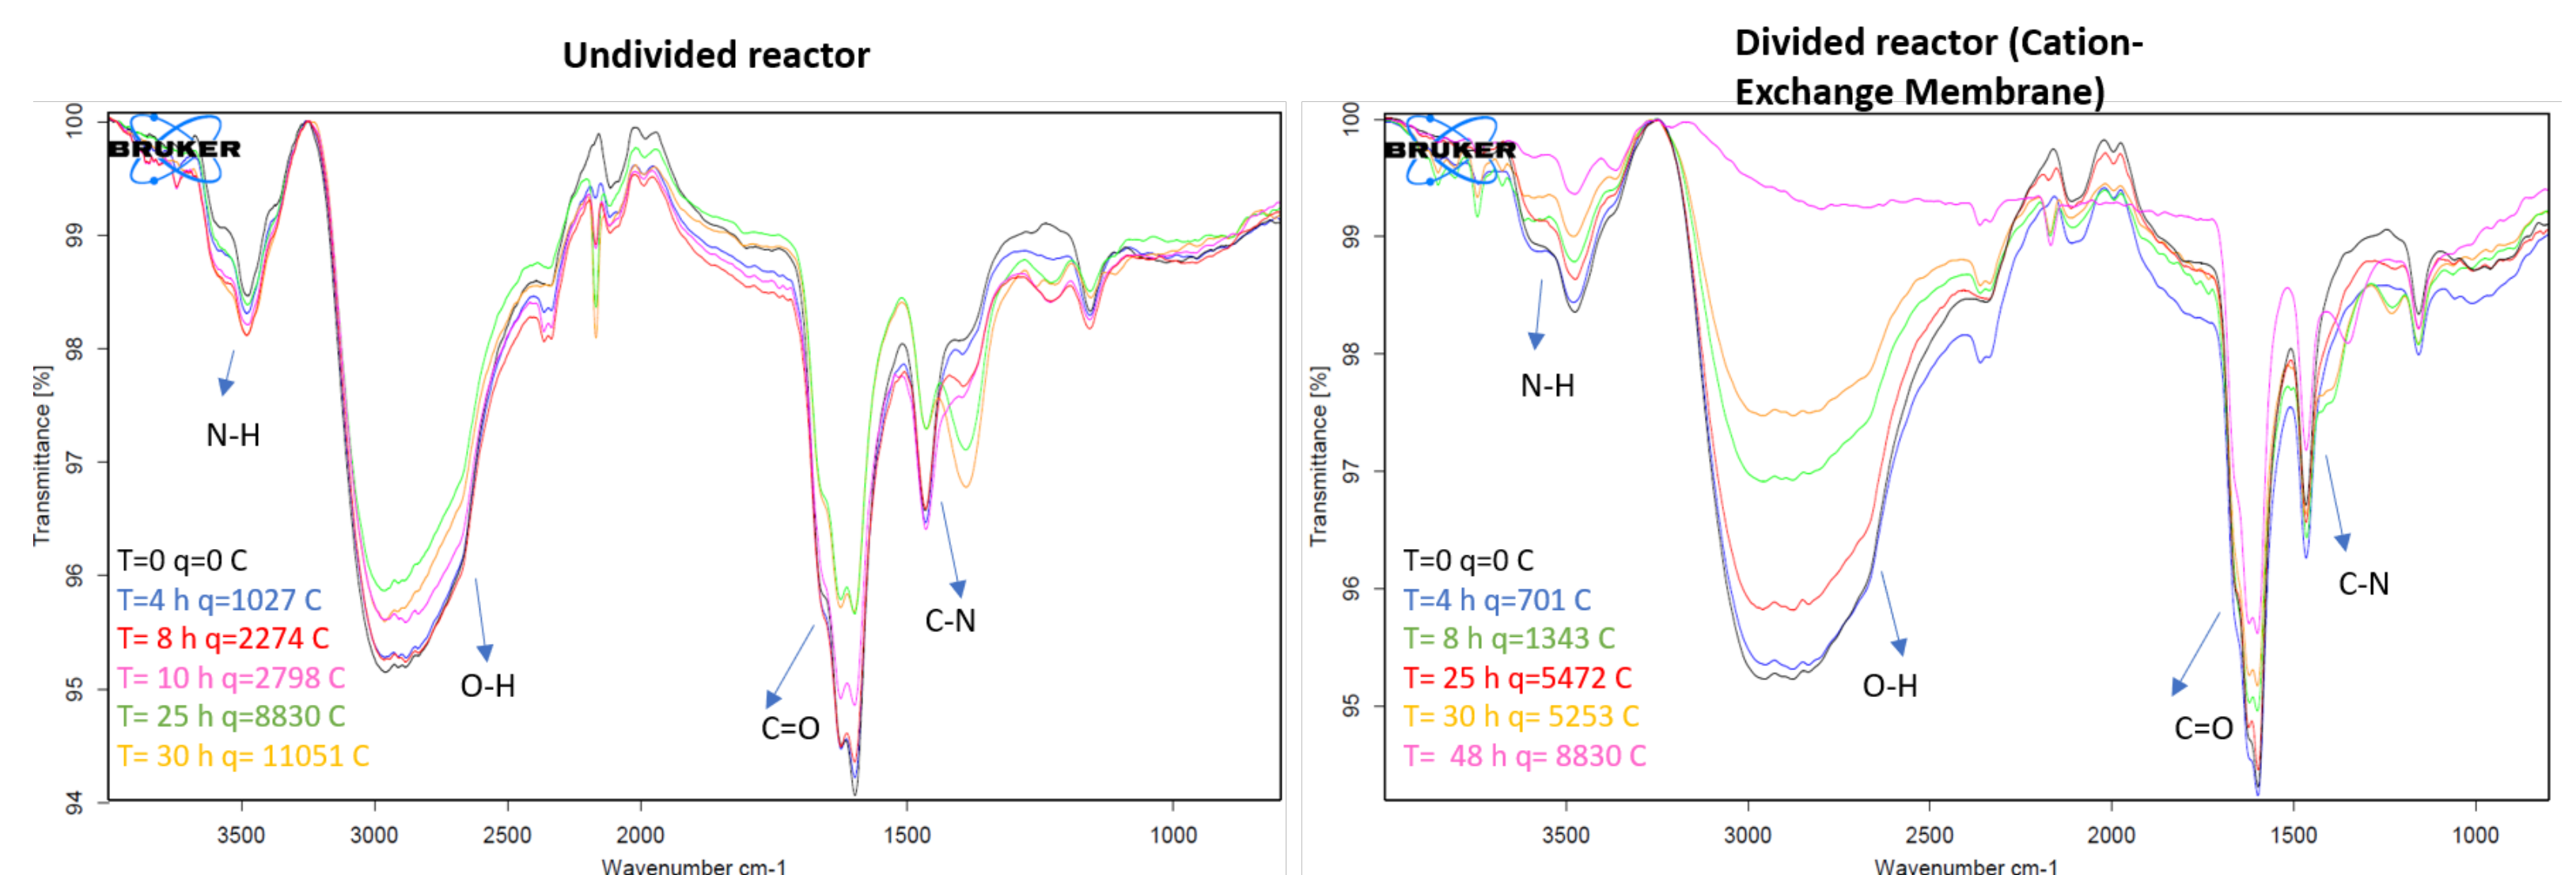 Undivided reactor
BRUKER
Transmittance [%]
100
99
98
97
96
95
94
N-H
O-H
C=O
C-N
T=0 q=0 C
T=4 h q=1027 C
T= 8 h q=2274 C
T= 10 h q=2798 C
T= 25 h q=8830 C
T= 30 h q= 11051 C
3500 3000 2500 2000 1500 1000
Wavenumber cm-1
Divided reactor (Cation-
Exchange Membrane)
BRUKER
Transmittance [%]
100
99
98
97
96
95
N-H
O-H
C=O
C-N
T=0 q=0 C
T=4 h q=701 C
T= 8 h q=1343 C
T= 25 h q=5472 C
T= 30 h q= 5253 C
T=  48 h q= 8830 C
3500 3000 2500 2000 1500 1000
Wavenumber cm-1